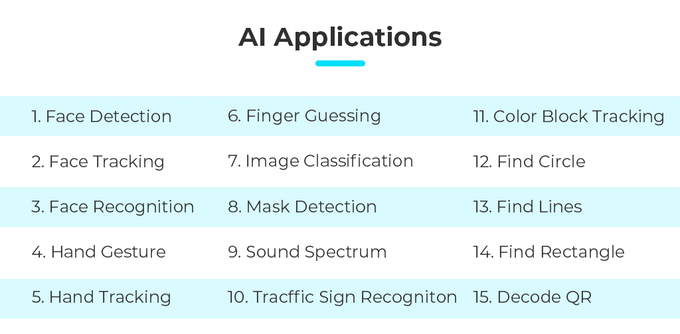 AI Applications
1. Face Detection
2. Face Tracking
3. Face Recognition
4. Hand Gesture
5. Hand Tracking
6. Finger Guessing
7. Image Classification
8. Mask Detection
9. Sound Spectrum
10. Tracffic Sign Recogniton
11. Color Block Tracking
12. Find Circle
13. Find Lines
14. Find Rectangle
15. Decode QR